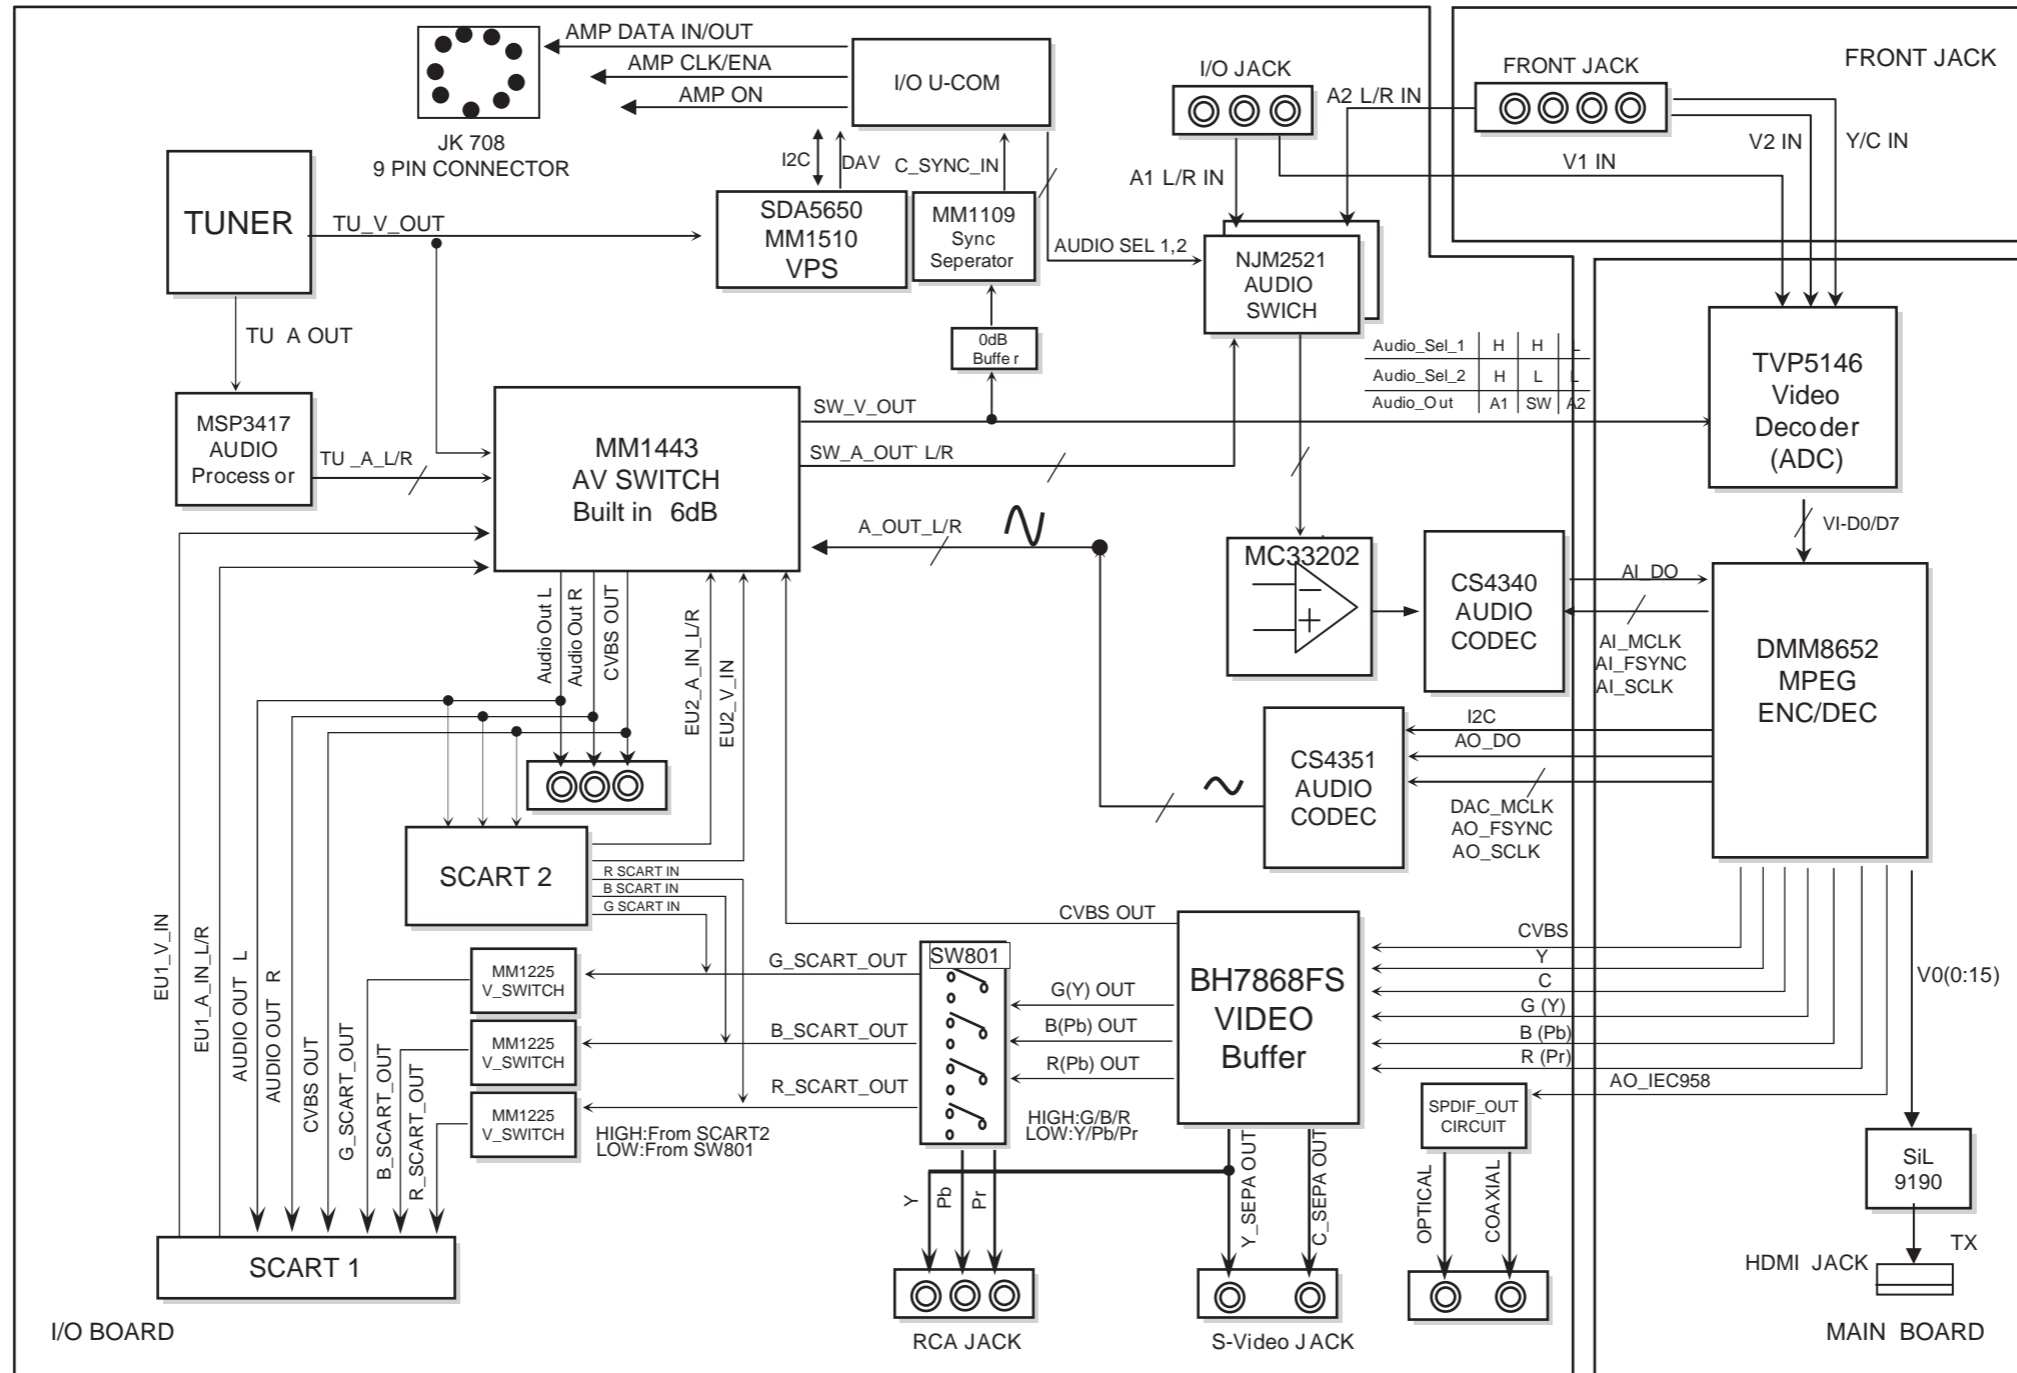 AMP DATA IN/OUT
AMP CLK/ENA
AMP ON
I/O U-COM
I/O JACK
FRONT JACK
FRONT JACK
A2 L/R IN
JK 708
9 PIN CONNECTOR
I2C
DAV
C_SYNC_IN
A1 L/R IN
V1 IN
V2 IN
Y/C IN
TUNER
TU_V_OUT
SDA5650
MM1510
VPS
MM1109
Sync
Seperator
AUDIO SEL 1,2
NJM2521
AUDIO
SWICH
TU A OUT
0dB
Buffe r
Audio_Sel_1 H H L
Audio_Sel_2 H L L
Audio_Out A1 SW A2
TVP5146
Video
Decoder
(ADC)
MSP3417
AUDIO
Process or
TU _A_L/R
MM1443
AV SWITCH
Built in 6dB
SW_V_OUT
SW_A_OUT` L/R
A_OUT_L/R
VI-D0/D7
MC33202
CS4340
AUDIO
CODEC
AI_DO
AI_MCLK
AI_FSYNC
AI_SCLK
DMM8652
MPEG
ENC/DEC
Audio Out L
Audio Out R
CVBS OUT
EU2_A_IN_L/R
EU2_V_IN
I2C
AO_DO
CS4351
AUDIO
CODEC
DAC_MCLK
AO_FSYNC
AO_SCLK
SCART 2
R SCART IN
B SCART IN
G SCART IN
CVBS OUT
BH7868FS
VIDEO
Buffer
CVBS
Y
C
G (Y)
B (Pb)
R (Pr)
V0(0:15)
EU1_V_IN
EU1_A_IN_L/R
AUDIO OUT L
AUDIO OUT R
CVBS OUT
G_SCART_OUT
B_SCART_OUT
R_SCART_OUT
MM1225
V_SWITCH
MM1225
V_SWITCH
MM1225
V_SWITCH
G_SCART_OUT
B_SCART_OUT
R_SCART_OUT
SW801
G(Y) OUT
B(Pb) OUT
R(Pb) OUT
HIGH:From SCART2
LOW:From SW801
HIGH:G/B/R
LOW:Y/Pb/Pr
AO_IEC958
SPDIF_OUT
CIRCUIT
SiL
9190
Y
Pb
Pr
Y_SEPA OUT
C_SEPA OUT
OPTICAL
COAXIAL
TX
HDMI JACK
SCART 1
I/O BOARD
RCA JACK
S-Video JACK
MAIN BOARD